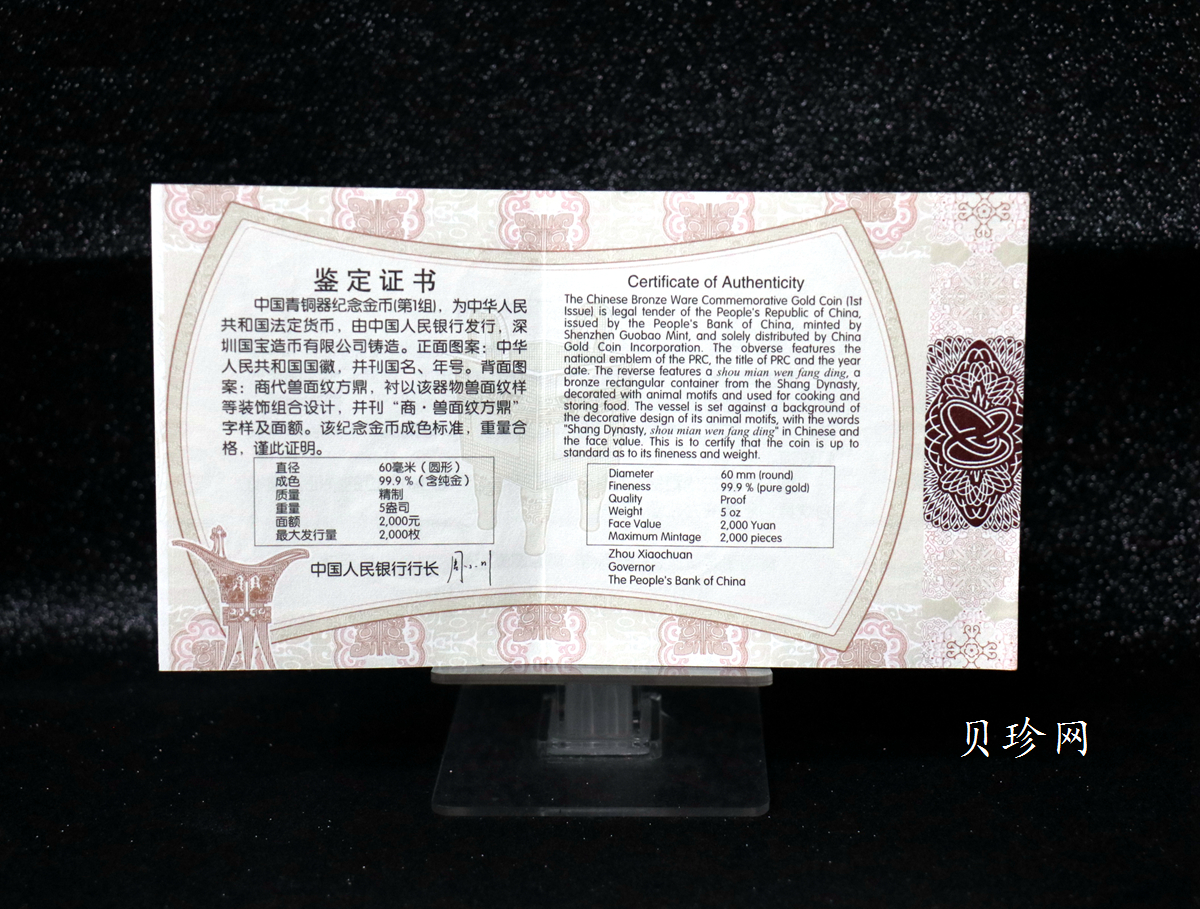 鉴定证书
中国青铜器纪念金币(第1组)，为中华人民
共和国法定货币，由中国人民银行发行，深
圳国宝造币有限公司铸造。正面图案：中华
人民共和国国徽，并刊国名、年号。背面图
案：商代兽面纹方鼎，衬以该器物兽面纹样
等装饰组合设计，并刊“商·兽面纹方鼎”
字样及面额。该纪念金币成色标准，重量合
格，谨此证明。
直径 60毫米（圆形）
成色 99.9％（含纯金）
质量 精制
重量 5盎司
面额 2,000元
最大发行量 2,000枚
中国人民银行行长
Certificate of Authenticity
The Chinese Bronze Ware Commemorative Gold Coin (1st
Issue) is legal tender of the People's Republic of China,
issued by the People's Bank of China, minted by
Shenzhen Guobao Mint, and solely distributed by China
Gold Coin Incorporation. The obverse features the
national emblem of the PRC, the title of PRC and the year
date. The reverse features a shou mian wen fang ding, a
bronze rectangular container from the Shang Dynasty,
decorated with animal motifs and used for cooking and
storing food. The vessel is set against a background of
the decorative design of its animal motifs, with the words
"Shang Dynasty, shou mian wen fang ding" in Chinese and
the face value. This is to certify that the coin is up to
standard as to its fineness and weight.
Diameter 60 mm (round)
Fineness 99.9 % (pure gold)
Quality Proof
Weight 5 oz
Face Value 2,000 Yuan
Maximum Mintage 2,000 pieces
Zhou Xiaochuan
Governor
The People's Bank of China
贝珍网